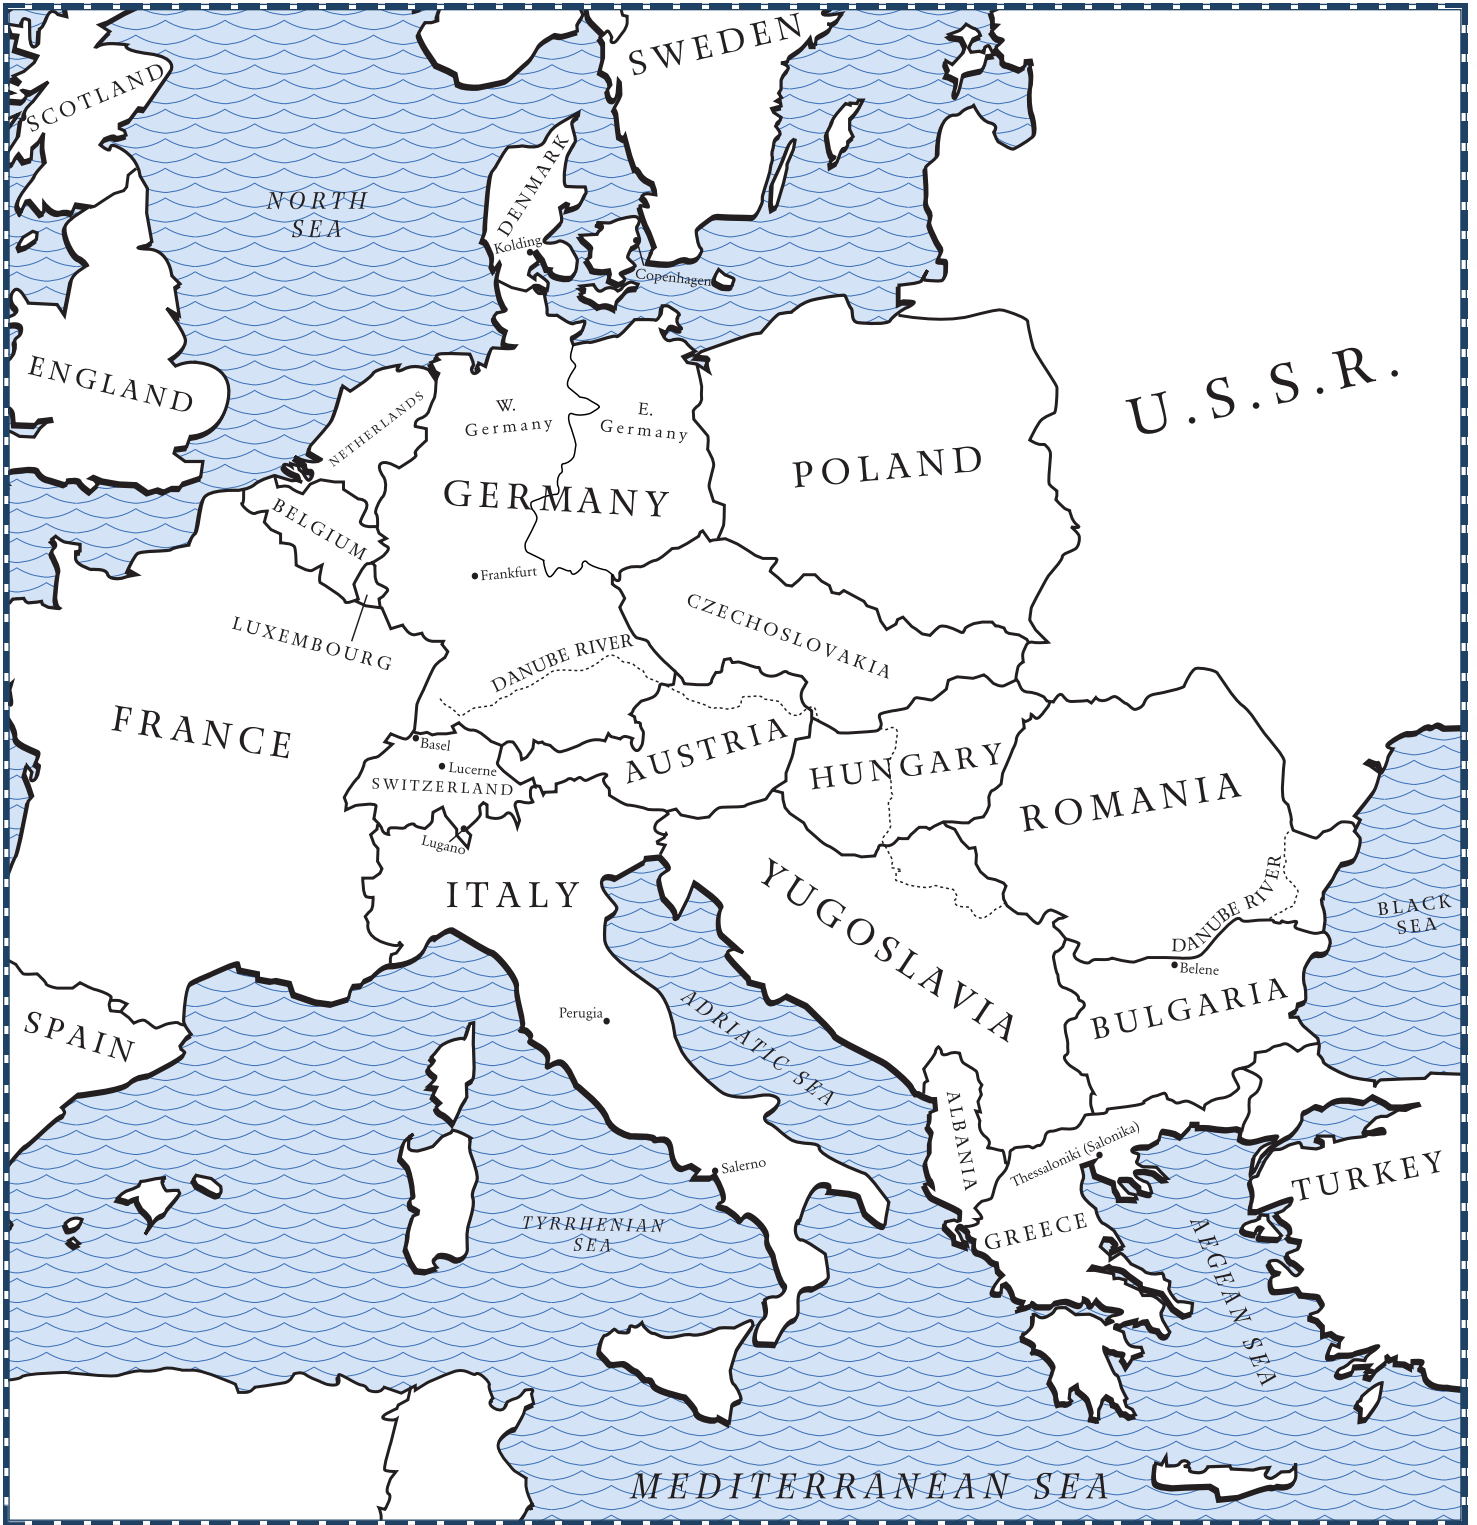 SWEDEN
SCOTLAND
NORTH
SEA
DENMARK
Kolding
Copenhagen
ENGLAND
U.S.S.R.
NETHERLANDS
W.
Germany
E.
Germany
POLAND
GERMANY
BELGIUM
Frankfurt
CZECHOSLOVAKIA
LUXEMBOURG
DANUBE RIVER
FRANCE
Basel
Lucerne
SWITZERLAND
AUSTRIA
HUNGARY
ROMANIA
Lugano
ITALY
YUGOSLAVIA
DANUBE RIVER
BLACK
SEA
Belene
BULGARIA
SPAIN
Perugia
ADRIATIC SEA
ALBANIA
Thessaloniki (Salonika)
Salerno
TURKEY
TYRRHENIAN
SEA
GREECE
AEGEAN SEA
MEDITERRANEAN SEA